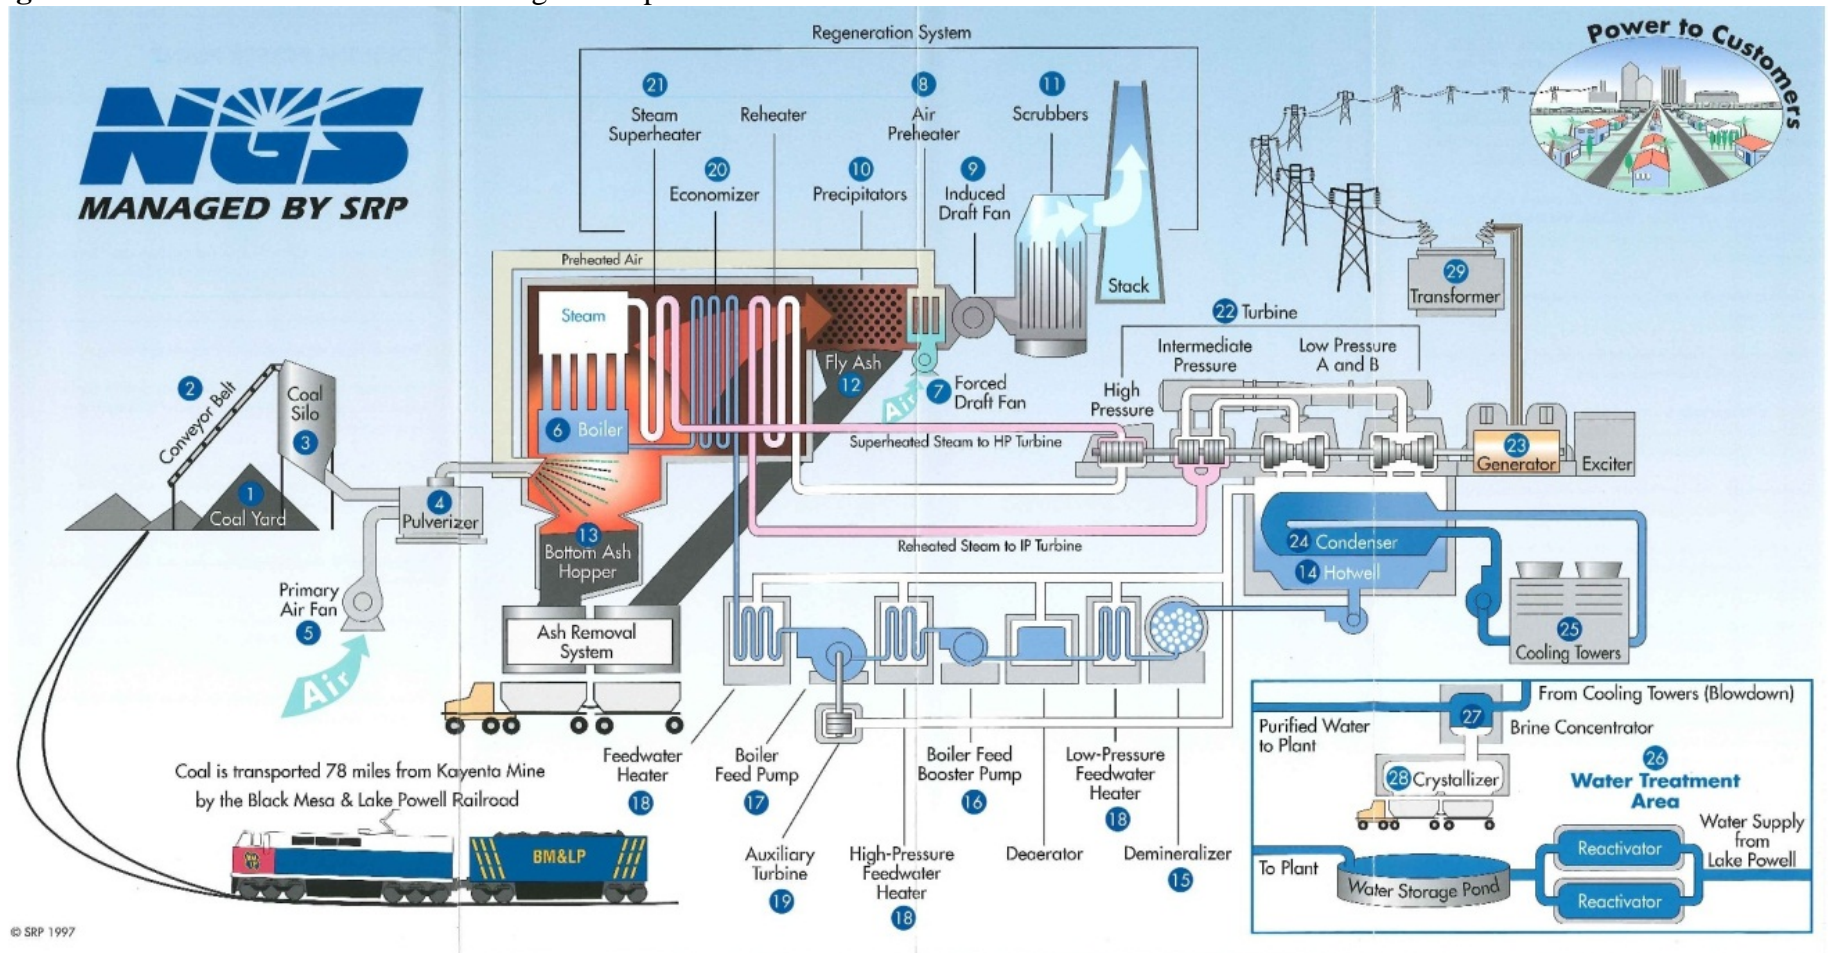 Regeneration System
Power to Customers
NGS
MANAGED BY SRP
21
Steam
Superheater
Reheater
8
Air
Preheater
11
Scrubbers
20
Economizer
10
Precipitators
9
Induced
Draft Fan
Preheated Air
Stack
29
Transformer
Steam
22 Turbine
Intermediate
Pressure
Low Pressure
A and B
High
Pressure
Fly Ash
12
Air
7 Forced
Draft Fan
2
Conveyor Belt
Coal
Silo
3
6 Boiler
Superheated Steam to HP Turbine
23
Generator
Exciter
1
Coal Yard
4
Pulverizer
13
Bottom Ash
Hopper
Reheated Steam to IP Turbine
24 Condenser
14 Hotwell
Primary
Air Fan
5
Air
Ash Removal
System
25
Cooling Towers
Feedwater
Heater
18
Boiler
Feed Pump
17
Boiler Feed
Booster Pump
16
Low-Pressure
Feedwater
Heater
18
Auxiliary
Turbine
19
High-Pressure
Feedwater
Heater
18
Deaerator
Demineralizer
15
From Cooling Towers (Blowdown)
27
Purified Water
to Plant
Brine Concentrator
28 Crystallizer
26
Water Treatment
Area
Water Supply
from
Lake Powell
Reactivator
To Plant
Water Storage Pond
Reactivator
Coal is transported 78 miles from Kayenta Mine
by the Black Mesa & Lake Powell Railroad
BM&LP
© SRP 1997